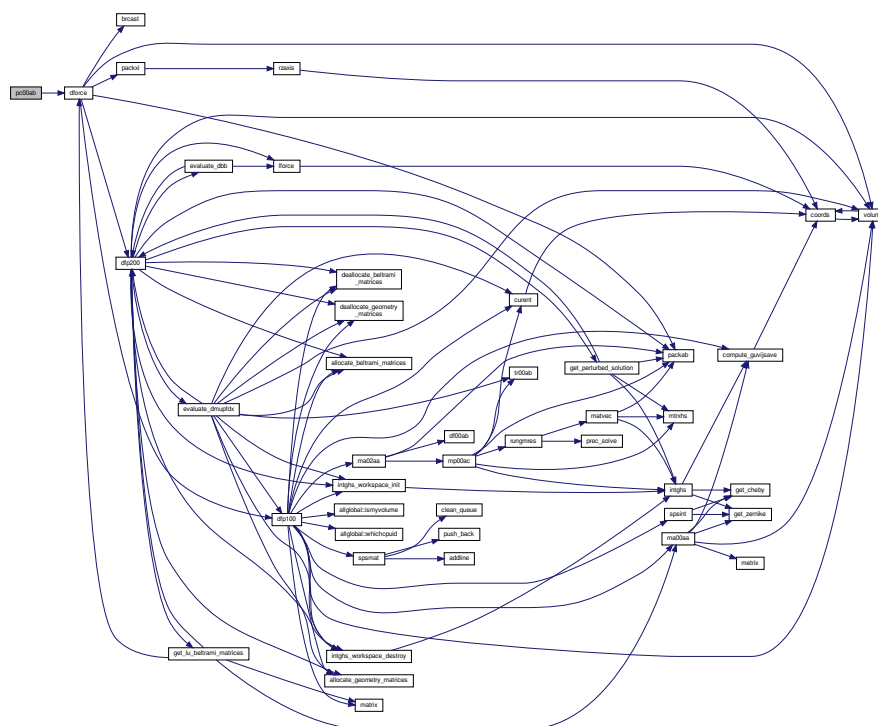 brcast
packxi
rzaxis
pc00ab
dforce
evaluate_dbb
lforce
coords
volum
dfp200
deallocate_beltrami
_matrices
curent
deallocate_geometry
_matrices
packab
compute_guvijsave
allocate_beltrami_matrices
get_perturbed_solution
tr00ab
evaluate_dmupfdx
matvec
mtrxhs
df00ab
rungmres
prec_solve
ma02aa
mp00ac
intghs_workspace_init
intghs
get_cheby
allglobal::ismyvolume
clean_queue
spsint
get_zernike
dfp100
allglobal::whichcpuid
push_back
ma00aa
spsmat
addline
metrix
get_lu_beltrami_matrices
intghs_workspace_destroy
allocate_geometry_matrices
matrix